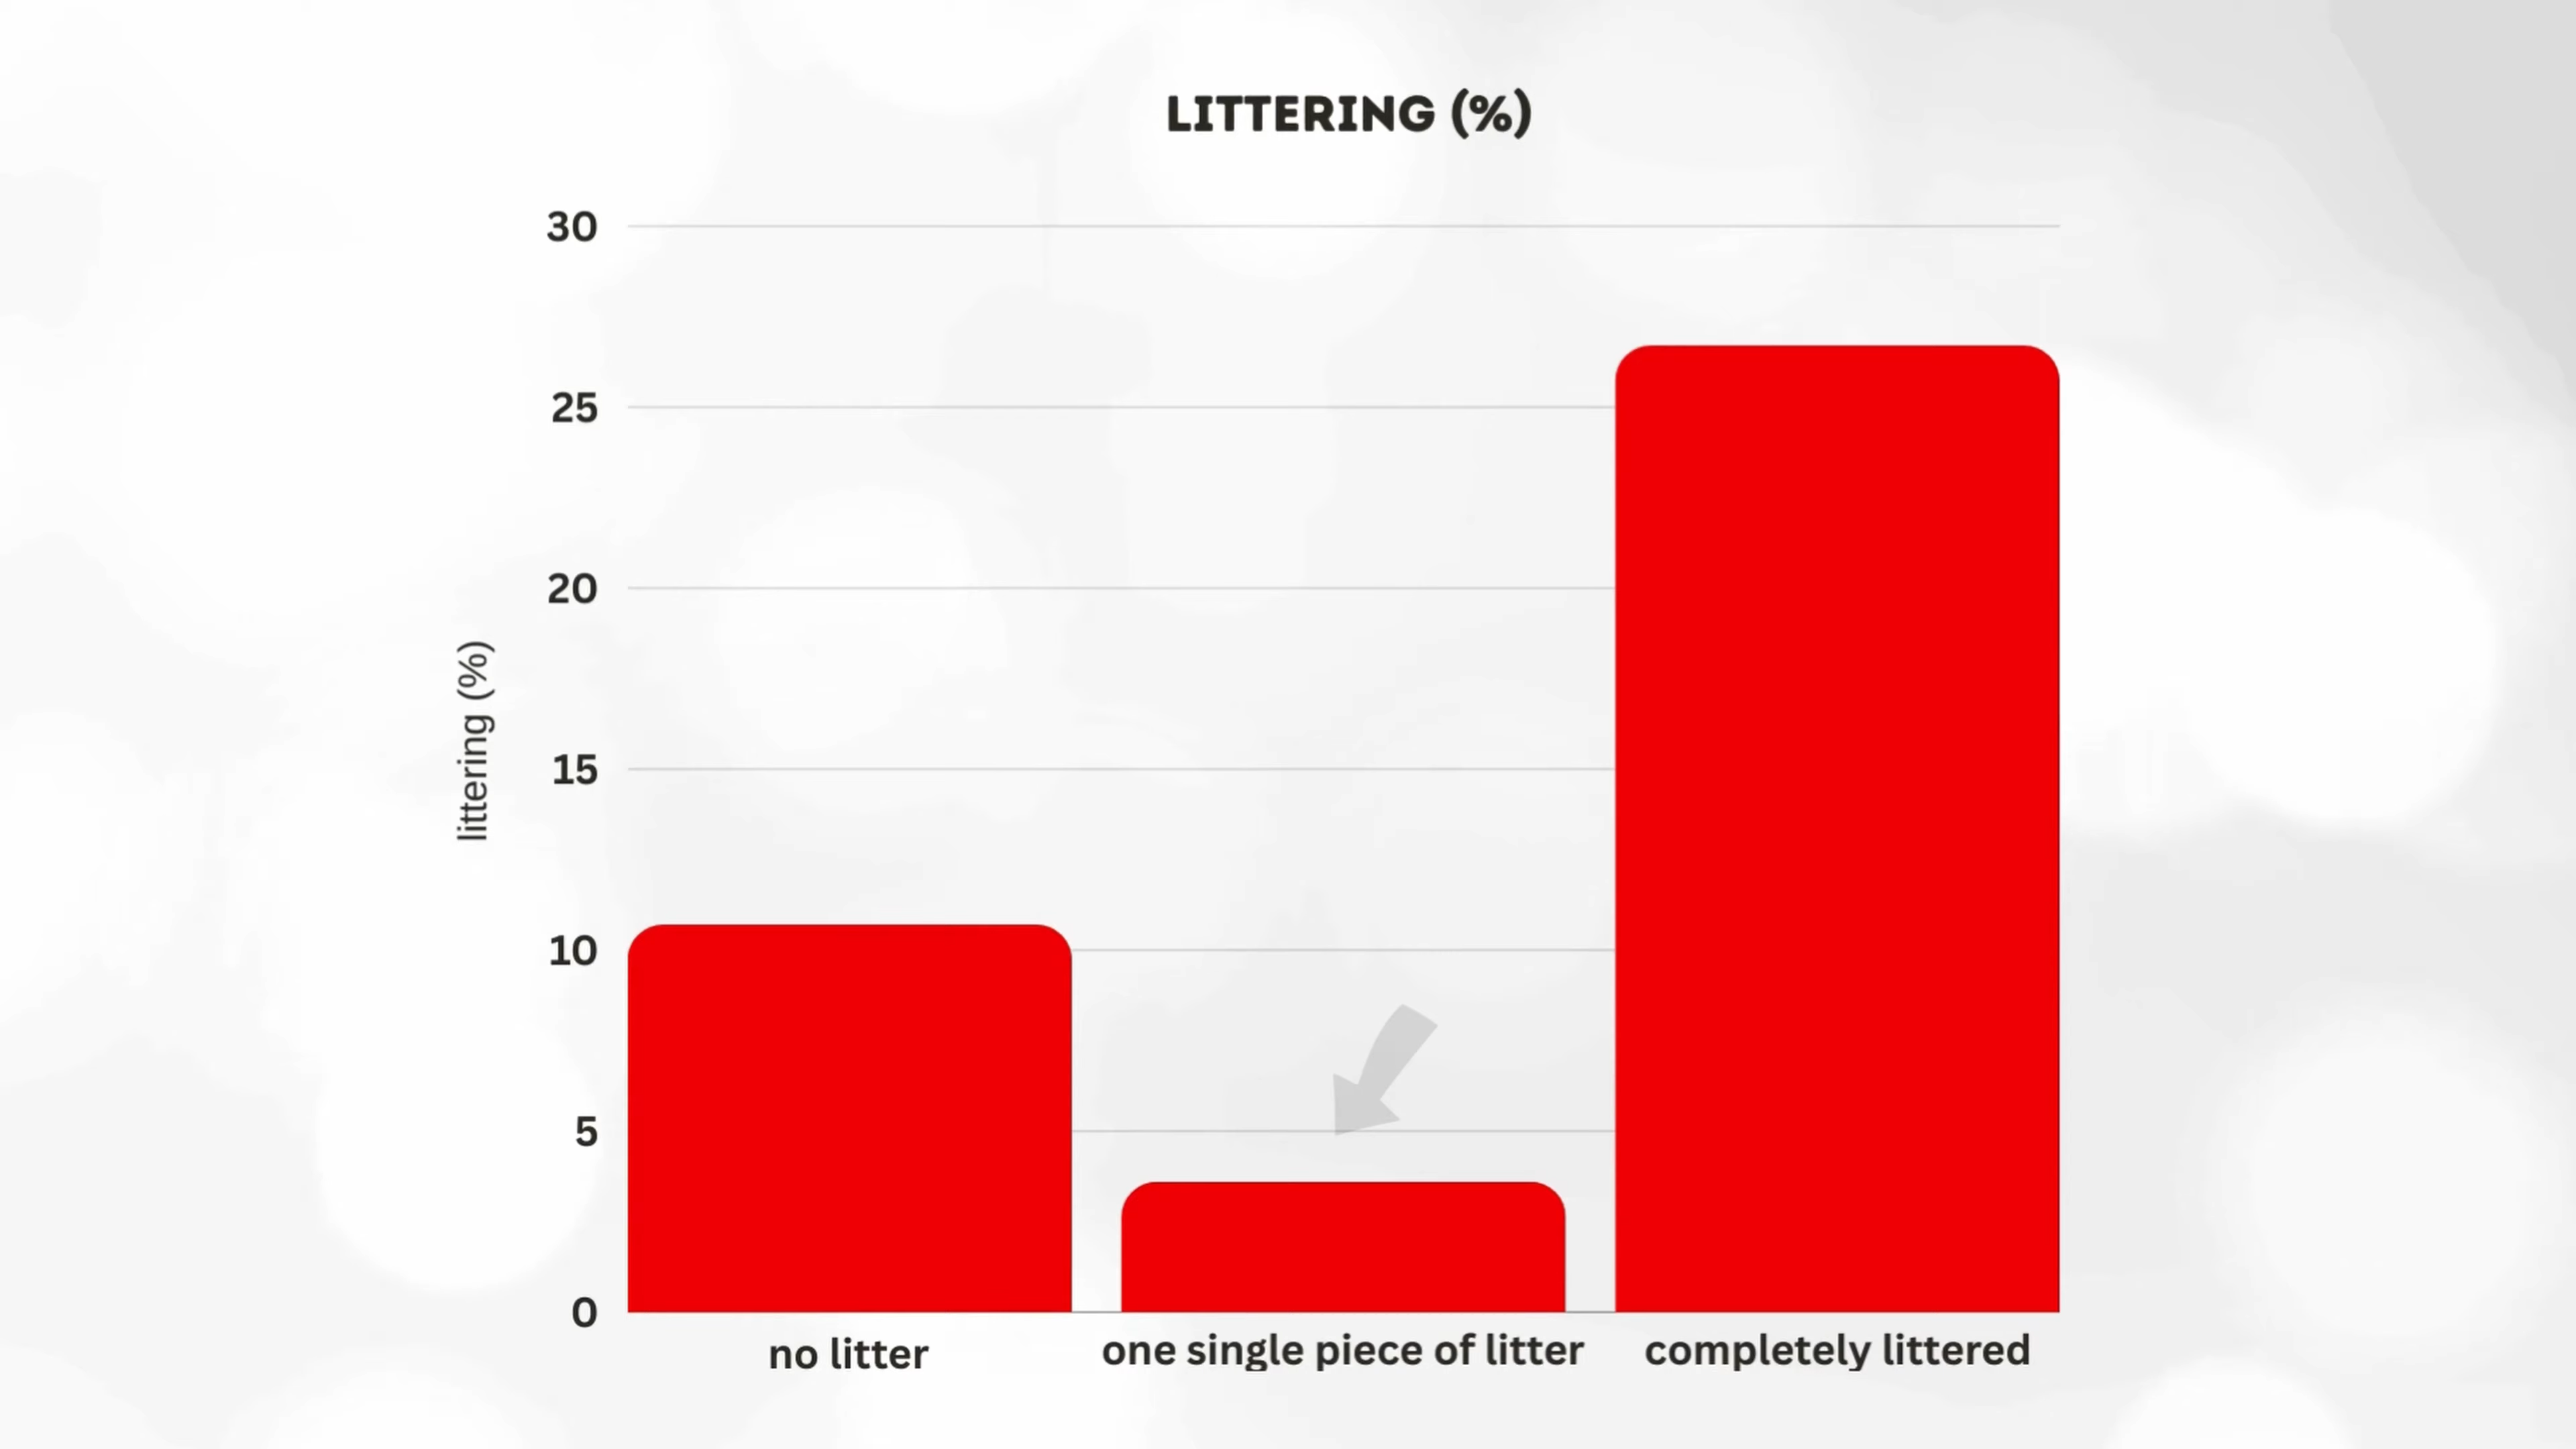 LITTERING (%)
30
25
20
15
10
5
0
littering (%)
no litter
one single piece of litter
completely littered